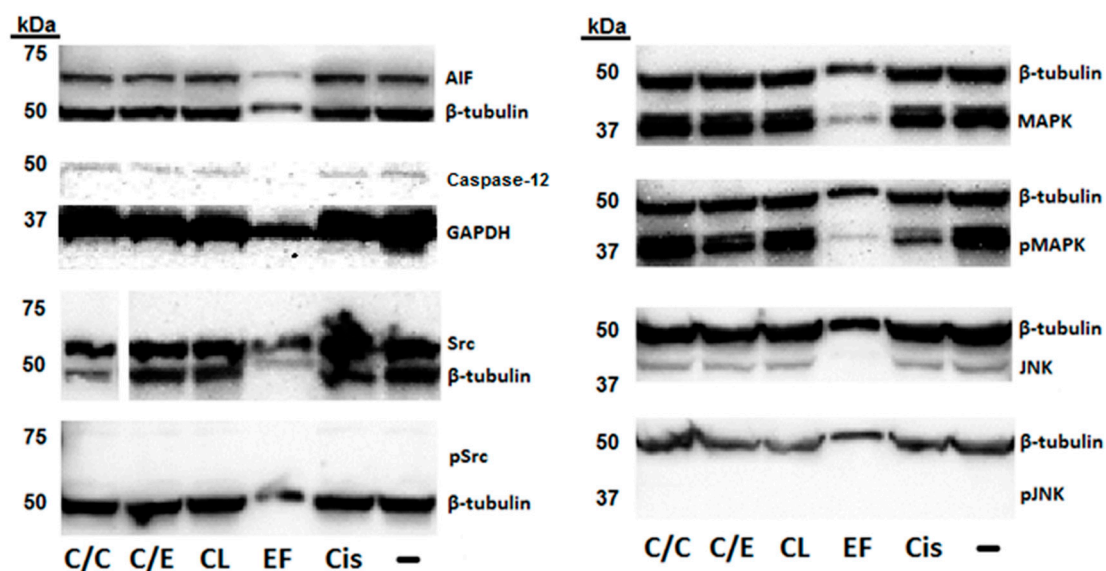 kDa
75
AIF
50
β-tubulin
50
Caspase-12
37
GAPDH
75
Src
50
β-tubulin
75
pSrc
50
β-tubulin
C/C C/E CL EF Cis –
kDa
50
β-tubulin
37
MAPK
50
β-tubulin
37
pMAPK
50
β-tubulin
JNK
37
50
β-tubulin
37
pJNK
C/C C/E CL EF Cis –